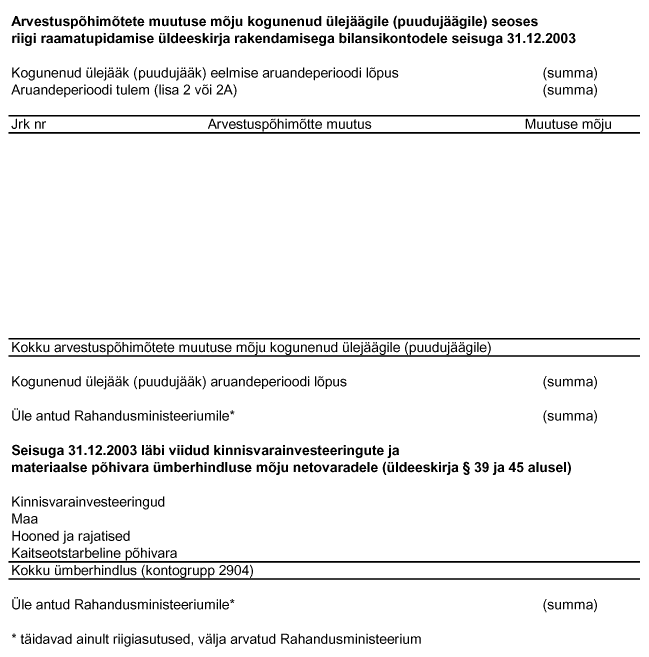 Arvestuspõhimõtete muutuse mõju kogunenud ülejäägile (puudujäägile) seoses
riigi raamatupidamise üldeeskirja rakendamisega bilansikontodele seisuga 31.12.2003
Kogunenud ülejääk (puudujääk) eelmise aruandeperioodi lõpus (summa)
Aruandeperioodi tulem (lisa 2 või 2A) (summa)
Jrk nr Arvestuspõhimõtte muutus Muutuse mõju
Kokku arvestuspõhimõtete muutuse mõju kogunenud ülejäägile (puudujäägile)
Kogunenud ülejääk (puudujääk) aruandeperioodi lõpus (summa)
Üle antud Rahandusministeeriumile* (summa)
Seisuga 31.12.2003 läbi viidud kinnisvarainvesteeringute ja
materiaalse põhivara ümberhindluse mõju netovaradele (üldeeskirja § 39 ja 45 alusel)
Kinnisvarainvesteeringud
Maa
Hooned ja rajatised
Kaitseotstarbeline põhivara
Kokku ümberhindlus (kontogrupp 2904)
Üle antud Rahandusministeeriumile* (summa)
* täidavad ainult riigiasutused, välja arvatud Rahandusministeerium